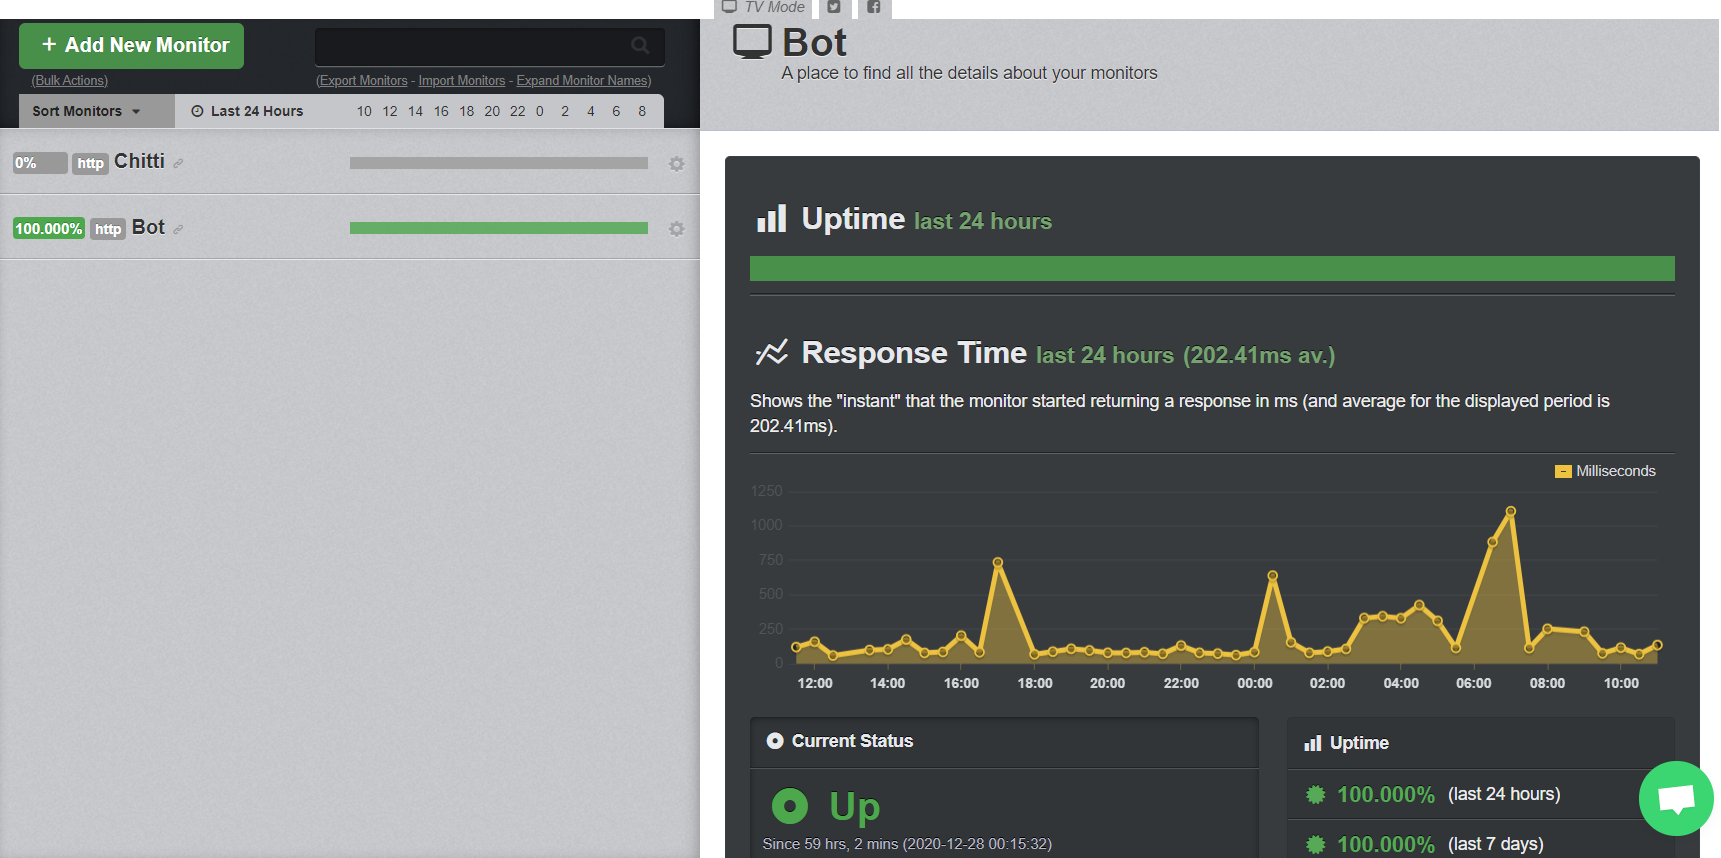 TV Mode
+ Add New Monitor
(Bulk Actions)
(Export Monitors - Import Monitors - Expand Monitor Names)
Sort Monitors
Last 24 Hours
10 12 14 16 18 20 22 0 2 4 6 8
0% http Chitti
100.000% http Bot
Bot
A place to find all the details about your monitors
Uptime last 24 hours
Response Time last 24 hours (202.41ms av.)
Shows the "instant" that the monitor started returning a response in ms (and average for the displayed period is
202.41ms).
Milliseconds
1250
1000
750
500
250
0
12:00 14:00 16:00 18:00 20:00 22:00 00:00 02:00 04:00 06:00 08:00 10:00
Current Status
Up
Since 59 hrs, 2 mins (2020-12-28 00:15:32)
Uptime
100.000% (last 24 hours)
100.000% (last 7 days)